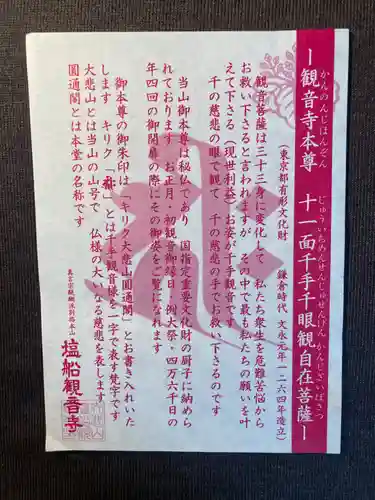 ー観音寺本尊 十一面千手千眼観自在菩薩ー
かんのんじほんぞん じゅういちめんせんじゅせんげんかんじざいぼさつ
(東京都有形文化財 鎌倉時代 文永元年一二六四年造立)
観音菩薩は三十三身に変化して 私たち衆生を危難苦悩から
お救い下さると言われますが その中で最も私たちの願いを叶
えて下さる(現世利益)お姿が千手観音です
千の慈悲の眼で観て 千の慈悲の手でお救い下さるのです
当山御本尊は秘仏であり 国指定重要文化財の厨子に納めら
れております お正月・初観音御縁日・例大祭・四万六千日の
年四回の御開扉の際にその御姿をご覧になれます
御本尊の御朱印は「キリク大悲山圓通閣」とお書き入れいた
します キリク「」とは千手観音様を一字で表す梵字です
大悲山とは当山の山号で 仏様の大いなる慈悲を表します
圓通閣とは本堂の名称です
真言宗醍醐派別格本山
塩船観音寺